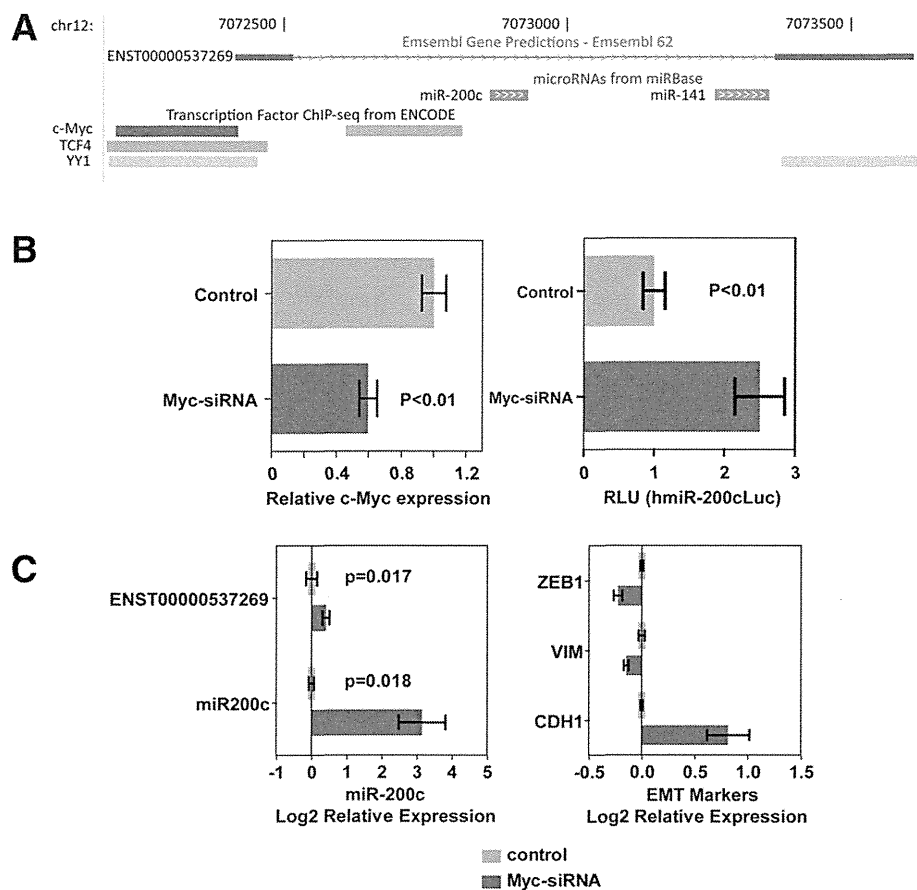 A
chr12: 7072500 7073000 7073500
Emsembl Gene Predictions - Emsembl 62
ENST00000537269
microRNAs from miRBase
miR-200c miR-141
Transcription Factor ChIP-seq from ENCODE
c-Myc
TCF4
YY1
B
Control
Myc-siRNA
P<0.01
0 0.4 0.8 1.2
Relative c-Myc expression
Control
P<0.01
Myc-siRNA
0 1 2 3
RLU (hmiR-200cLuc)
C
p=0.017
ENST00000537269
p=0.018
miR200c
-1 0 1 2 3 4 5
miR-200c
Log2 Relative Expression
ZEB1
VIM
CDH1
-0.5 0.0 0.5 1.0 1.5
EMT Markers
Log2 Relative Expression
control
Myc-siRNA